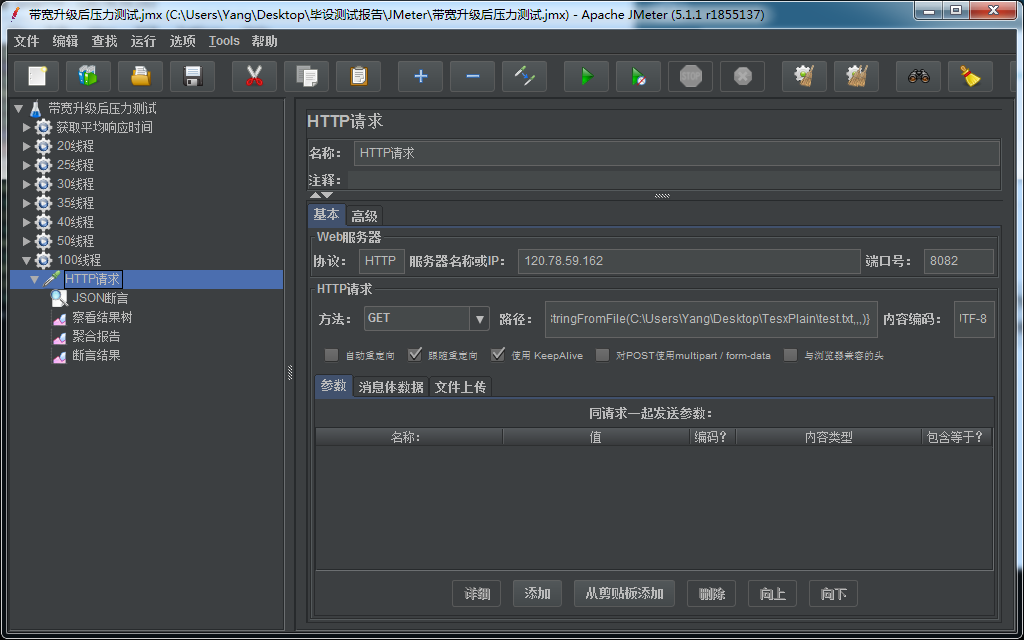 带宽升级后压力测试.jmx (C:\Users\Yang\Desktop\毕设测试报告\JMeter\带宽升级后压力测试.jmx) - Apache JMeter (5.1.1 r1855137)
文件 编辑 查找 运行 选项 Tools 帮助
STOP
带宽升级后压力测试
获取平均响应时间
20线程
25线程
30线程
35线程
40线程
50线程
100线程
HTTP请求
JSON断言
察看结果树
聚合报告
断言结果
HTTP请求
名称： HTTP请求
注释：
基本 高级
Web服务器
协议： HTTP 服务器名称或IP： 120.78.59.162 端口号： 8082
HTTP请求
方法： GET 路径： itringFromFile(C:\Users\Yang\Desktop\TesxPlain\test.txt,,,)} 内容编码： ITF-8
自动重定向 跟随重定向 使用 KeepAlive 对POST使用multipart / form-data 与浏览器兼容的头
参数 消息体数据 文件上传
同请求一起发送参数：
名称： 值 编码？ 内容类型 包含等于？
详细 添加 从剪贴板添加 删除 向上 向下